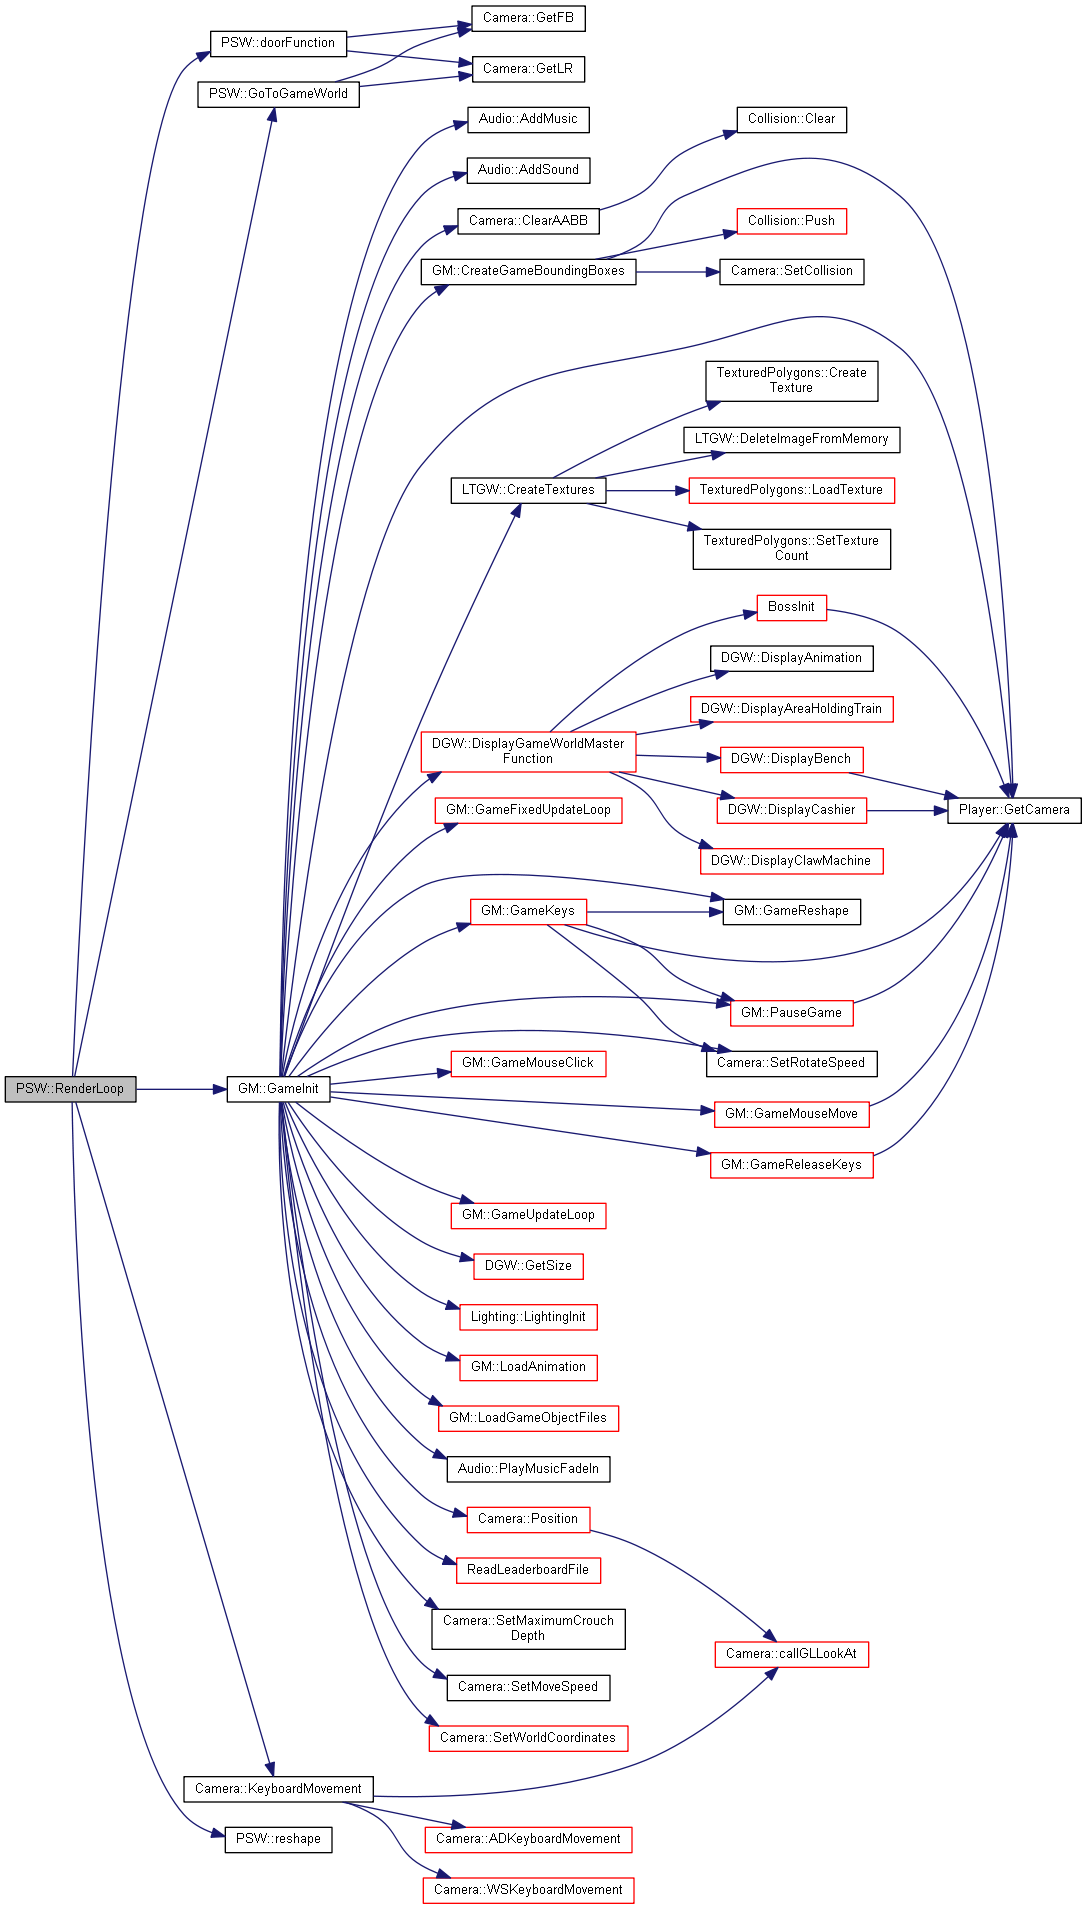 Camera::GetFB
PSW::doorFunction
Camera::GetLR
PSW::GoToGameWorld
Audio::AddMusic
Collision::Clear
Audio::AddSound
Camera::ClearAABB
Collision::Push
GM::CreateGameBoundingBoxes
Camera::SetCollision
TexturedPolygons::Create
Texture
LTGW::DeleteImageFromMemory
LTGW::CreateTextures
TexturedPolygons::LoadTexture
TexturedPolygons::SetTexture
Count
BossInit
DGW::DisplayAnimation
DGW::DisplayAreaHoldingTrain
DGW::DisplayGameWorldMaster
Function
DGW::DisplayBench
GM::GameFixedUpdateLoop
DGW::DisplayCashier
Player::GetCamera
DGW::DisplayClawMachine
GM::GameKeys
GM::GameReshape
GM::PauseGame
GM::GameMouseClick
Camera::SetRotateSpeed
PSW::RenderLoop
GM::GameInit
GM::GameMouseMove
GM::GameReleaseKeys
GM::GameUpdateLoop
DGW::GetSize
Lighting::LightingInit
GM::LoadAnimation
GM::LoadGameObjectFiles
Audio::PlayMusicFadeIn
Camera::Position
ReadLeaderboardFile
Camera::SetMaximumCrouch
Depth
Camera::callGLLookAt
Camera::SetMoveSpeed
Camera::SetWorldCoordinates
Camera::KeyboardMovement
PSW::reshape
Camera::ADKeyboardMovement
Camera::WSKeyboardMovement